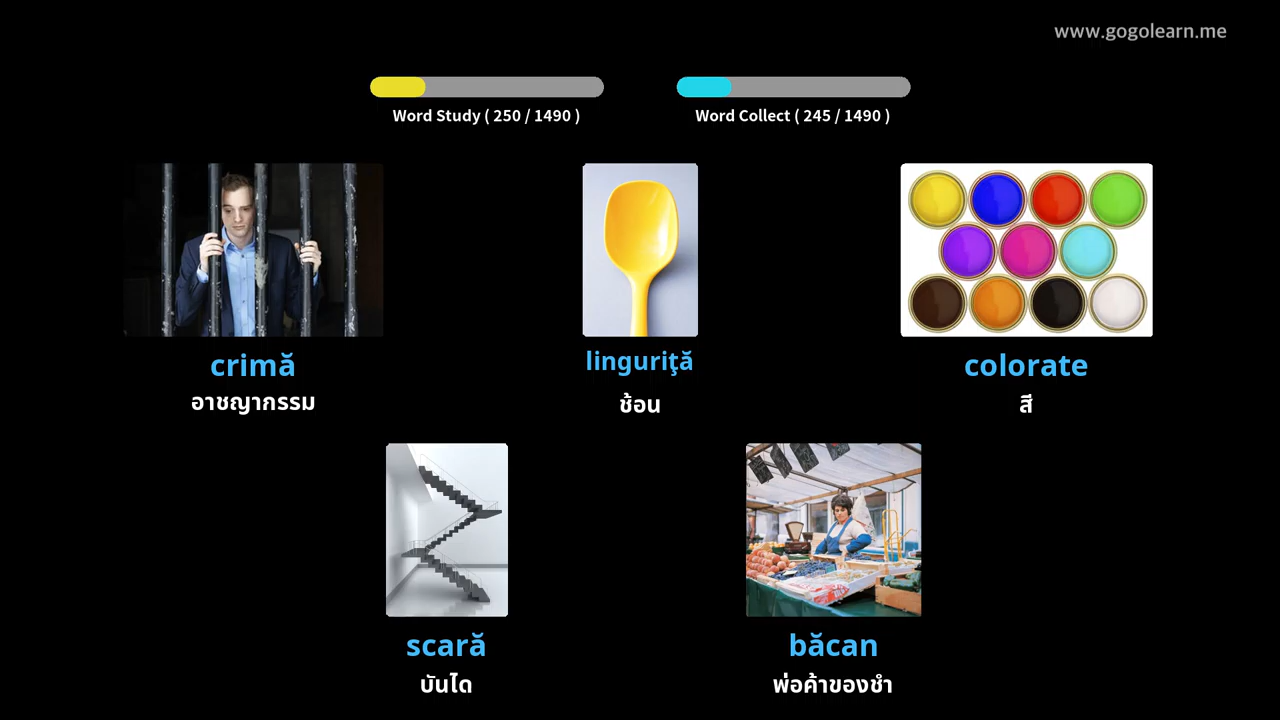 www.gogolearn.me
Word Study ( 250 / 1490 )
Word Collect ( 245 / 1490 )
crimă
อาชญากรรม
linguriţă
ช้อน
colorate
สี
scară
บันได
băcan
พ่อค้าของชำ